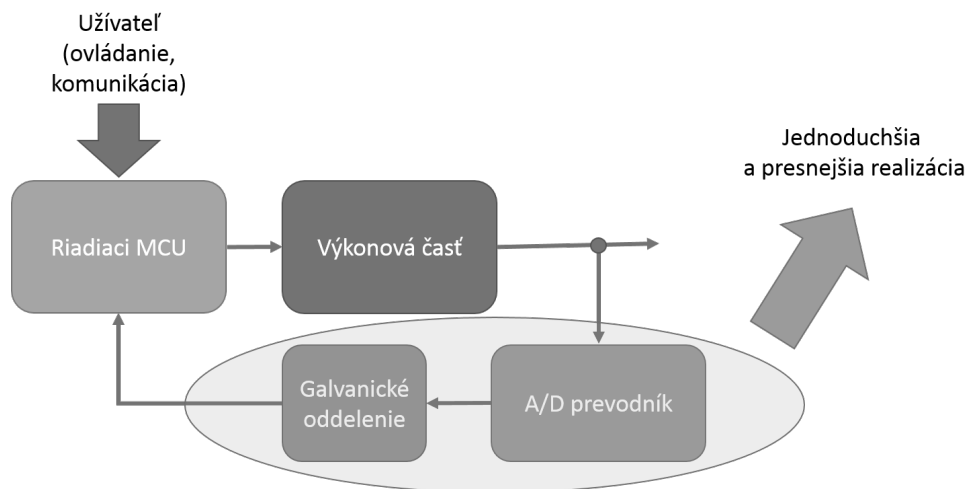 Užívateľ
(ovládanie,
komunikácia)
Jednoduchšia
a presnejšia realizácia
Riadiaci MCU
Výkonová časť
Galvanické
oddelenie
A/D prevodník